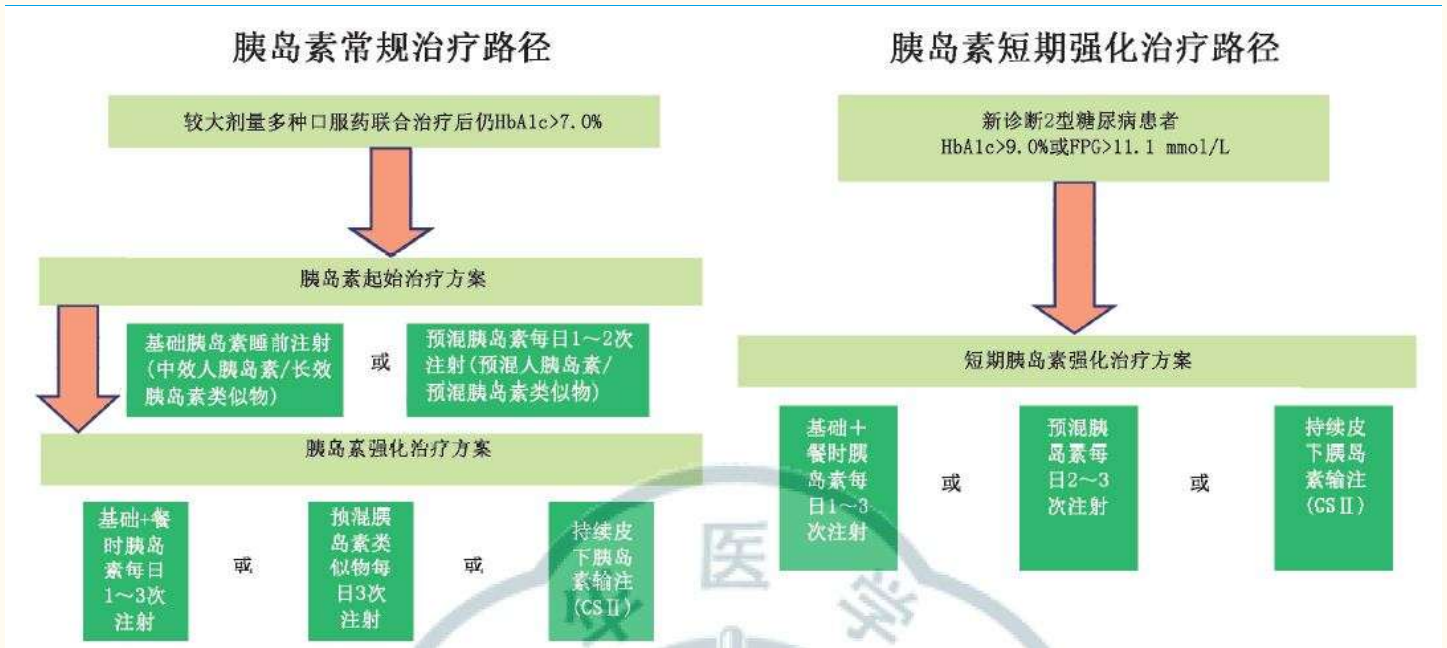 胰岛素常规治疗路径
较大剂量多种口服药联合治疗后仍HbA1c>7.0%
胰岛素起始治疗方案
基础胰岛素睡前注射
(中效人胰岛素/长效
胰岛素类似物)
或
预混胰岛素每日1～2次
注射(预混人胰岛素/
预混胰岛素类似物)
胰岛素强化治疗方案
基础+餐
时胰岛
素每日
1～3次
注射
或
预混胰
岛素类
似物每
日3次
注射
或
持续皮
下胰岛
素输注
(CSⅡ)
胰岛素短期强化治疗路径
新诊断2型糖尿病患者
HbA1c>9.0%或FPG>11.1 mmol/L
短期胰岛素强化治疗方案
基础＋
餐时胰
岛素每
日1～3
次注射
或
预混胰
岛素每
日2～3
次注射
或
持续皮
下胰岛
素输注
(CSⅡ)
医
学